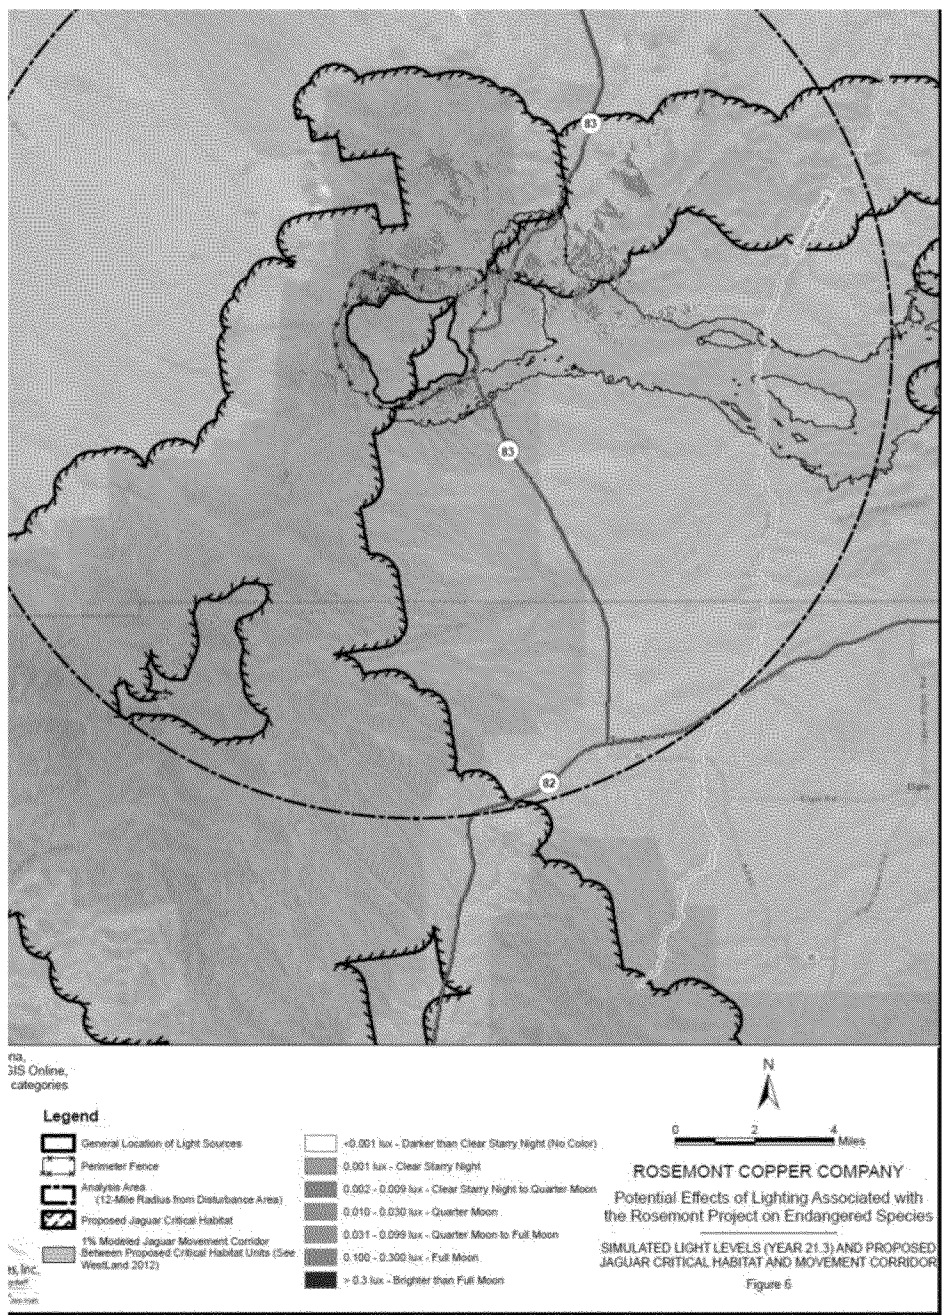 83
83
82
Elgin Rd
Elgin
na,
GIS Online,
categories
Legend
General Location of Light Sources
Perimeter Fence
Analysis Area
(12-Mile Radius from Disturbance Area)
Proposed Jaguar Critical Habitat
1% Modeled Jaguar Movement Corridor
Between Proposed Critical Habitat Units (See
WestLand 2012)
es, Inc.
<0.001 lux - Darker than Clear Starry Night (No Color)
0.001 lux - Clear Starry Night
0.002 - 0.009 lux - Clear Starry Night to Quarter Moon
0.010 - 0.030 lux - Quarter Moon
0.031 - 0.099 lux - Quarter Moon to Full Moon
0.100 - 0.300 lux - Full Moon
> 0.3 lux - Brighter than Full Moon
N
0 2 4
Miles
ROSEMONT COPPER COMPANY
Potential Effects of Lighting Associated with
the Rosemont Project on Endangered Species
SIMULATED LIGHT LEVELS (YEAR 21.3) AND PROPOSED
JAGUAR CRITICAL HABITAT AND MOVEMENT CORRIDOR
Figure 6